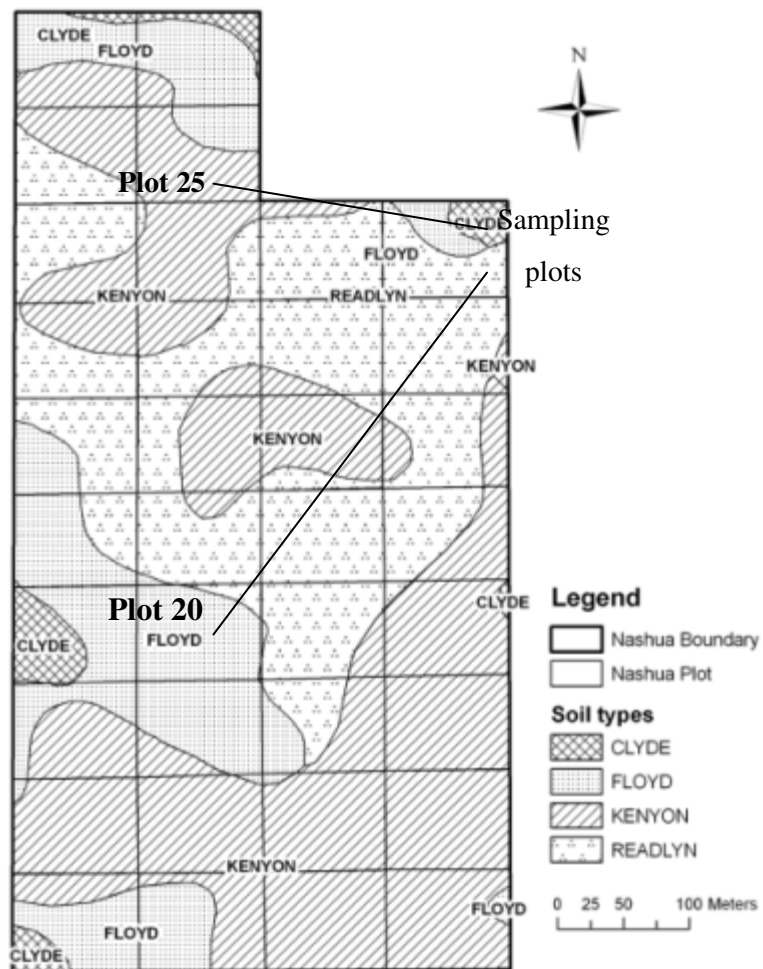 CLYDE
FLOYD
N
Plot 25
CLYDE
Sampling
plots
FLOYD
KENYON
READLYN
KENYON
KENYON
CLYDE
Plot 20
FLOYD
CLYDE
Legend
Nashua Boundary
Nashua Plot
Soil types
CLYDE
FLOYD
KENYON
READLYN
KENYON
0 25 50 100 Meters
FLOYD
FLOYD
CLYDE